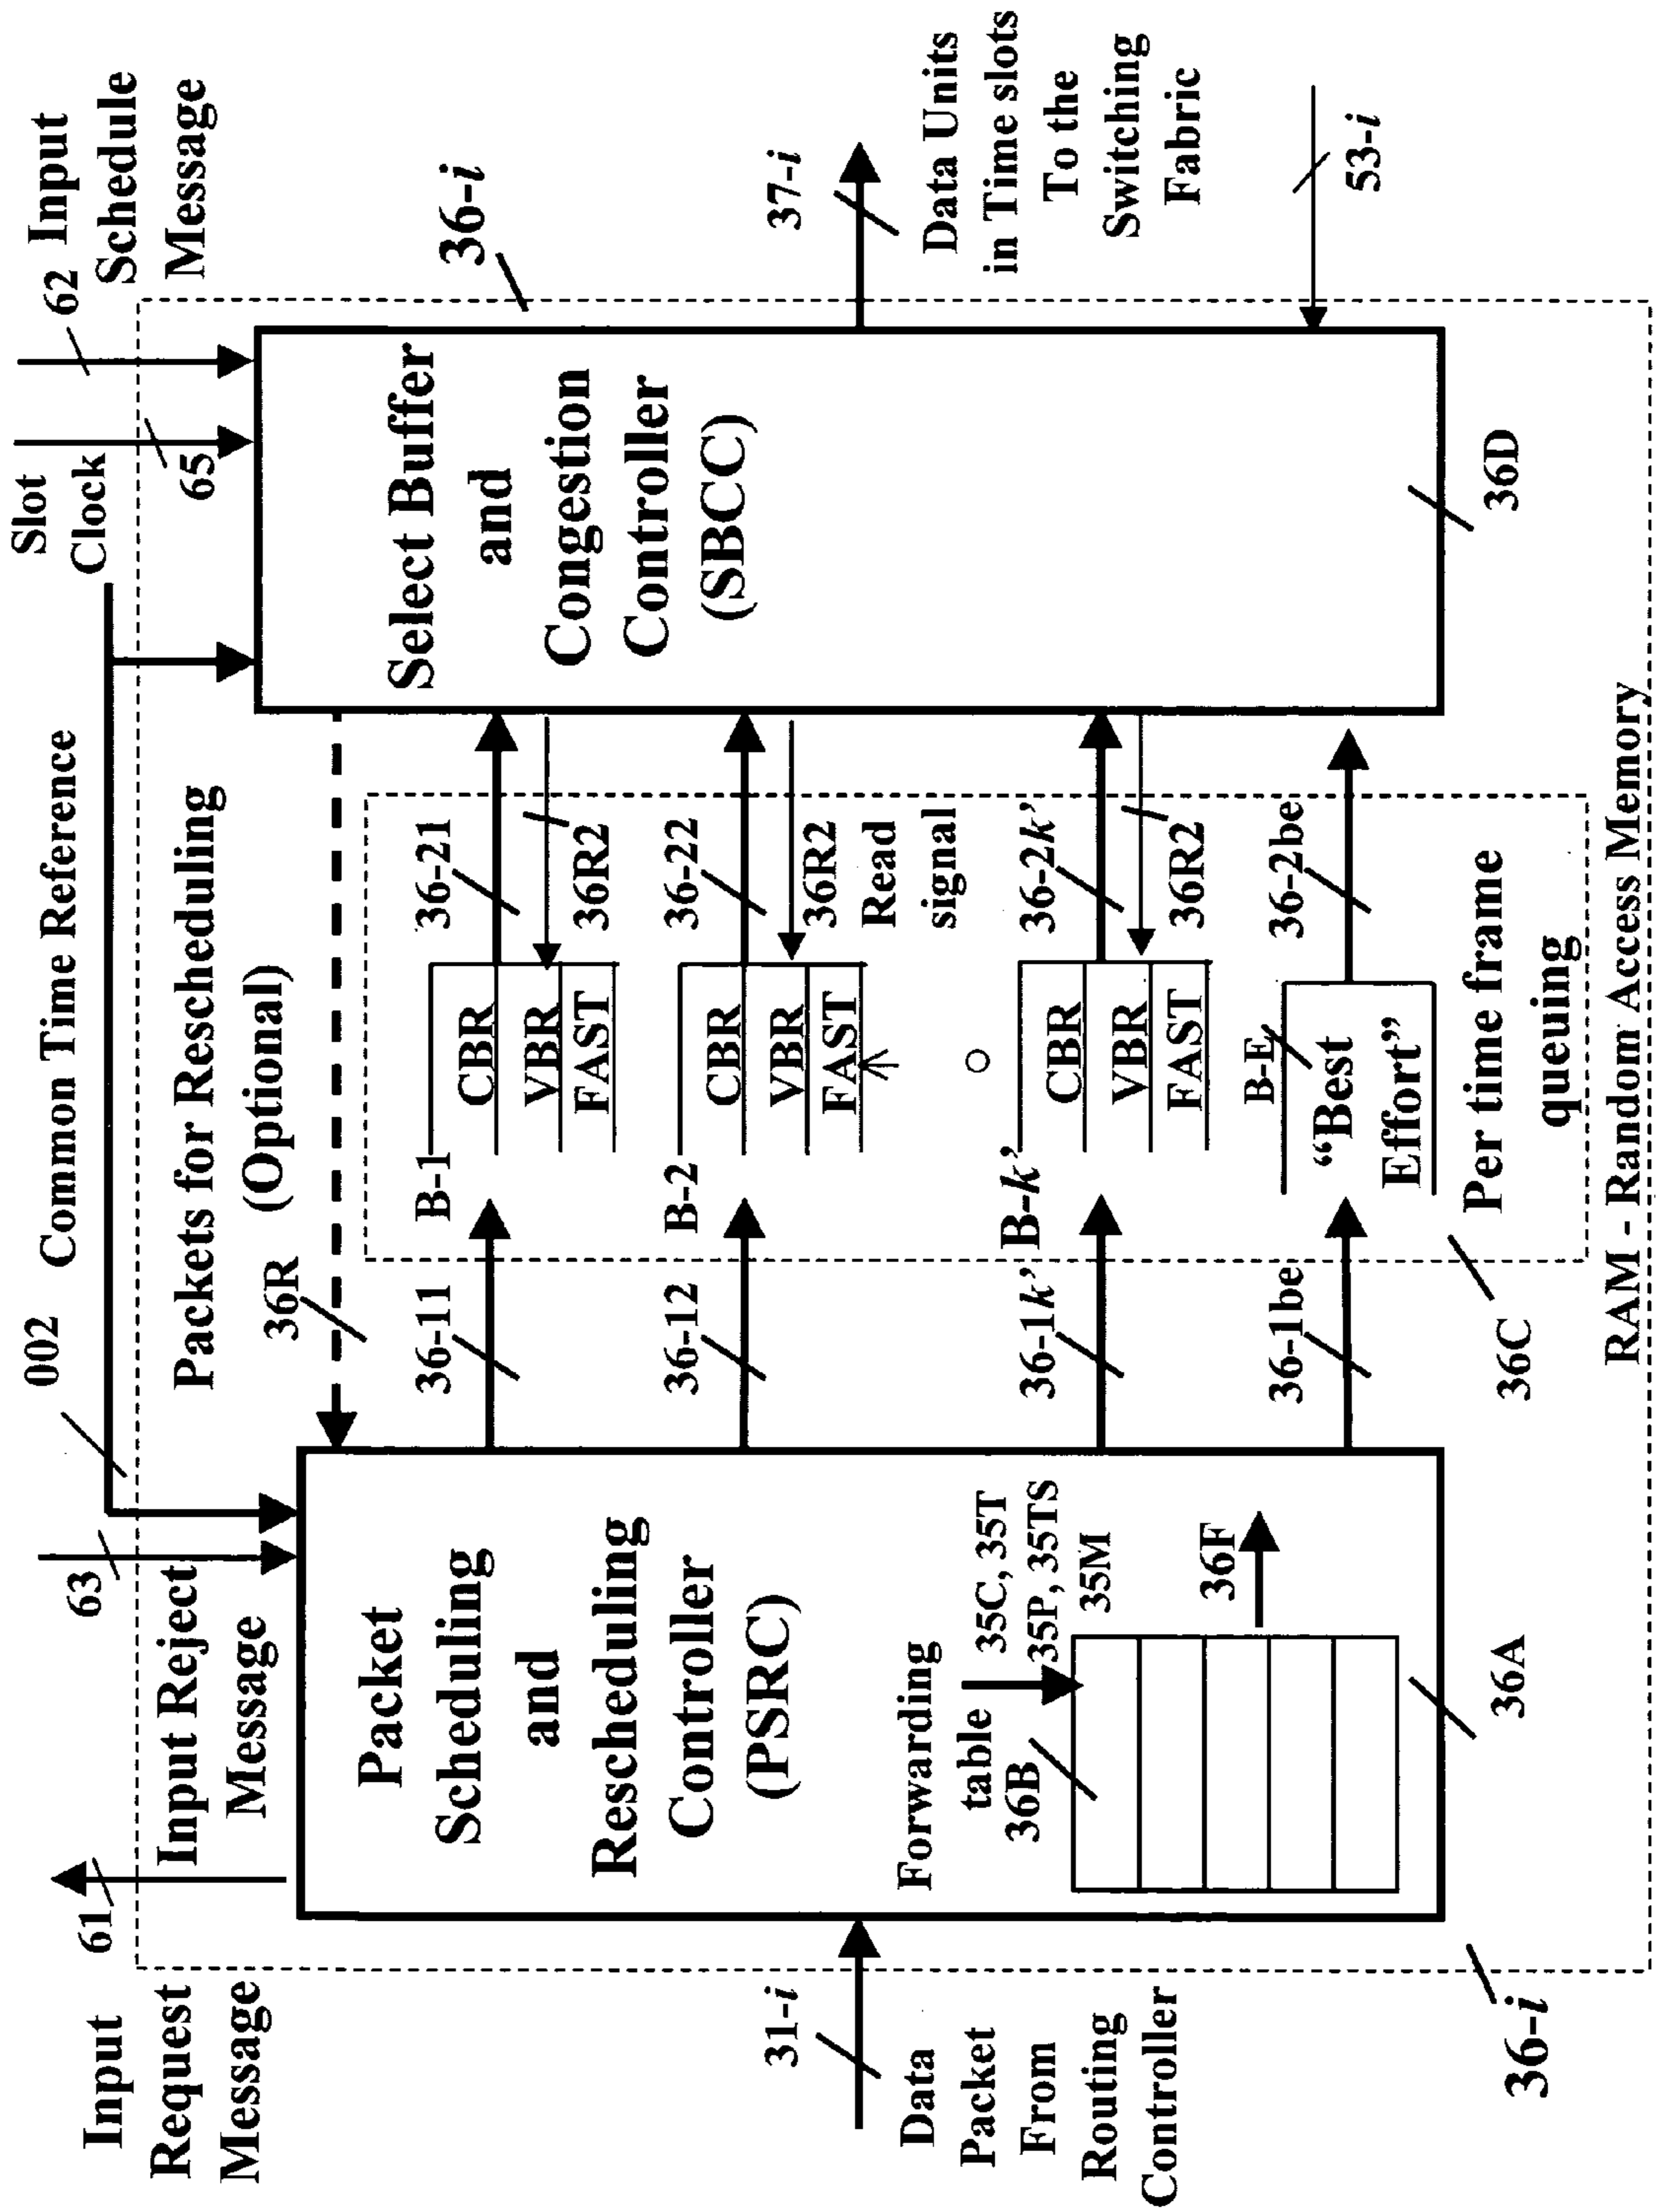 002
Common Time Reference
Slot
Clock
65
62 Input
Schedule
Message
61
Input
Request
Message
63
Input Reject
Message
Packets for Rescheduling
(Optional)
36R
36-i
Packet
Scheduling
and
Rescheduling
Controller
(PSRC)
Forwarding
table
36B
35C, 35T
35P, 35TS
35M
36F
36A
31-i
Data
Packet
From
Routing
Controller
36-i
36-11
B-1
CBR
VBR
FAST
36-21
36R2
36-12
B-2
CBR
VBR
FAST
36-22
36R2
Read
signal
36-1k'
B-k'
CBR
VBR
FAST
36-2k'
36R2
36-1be
B-E
“Best
Effort”
36-2be
Per time frame
queuing
36C
RAM - Random Access Memory
Select Buffer
and
Congestion
Controller
(SBCC)
36D
37-i
Data Units
in Time slots
To the
Switching
Fabric
53-i